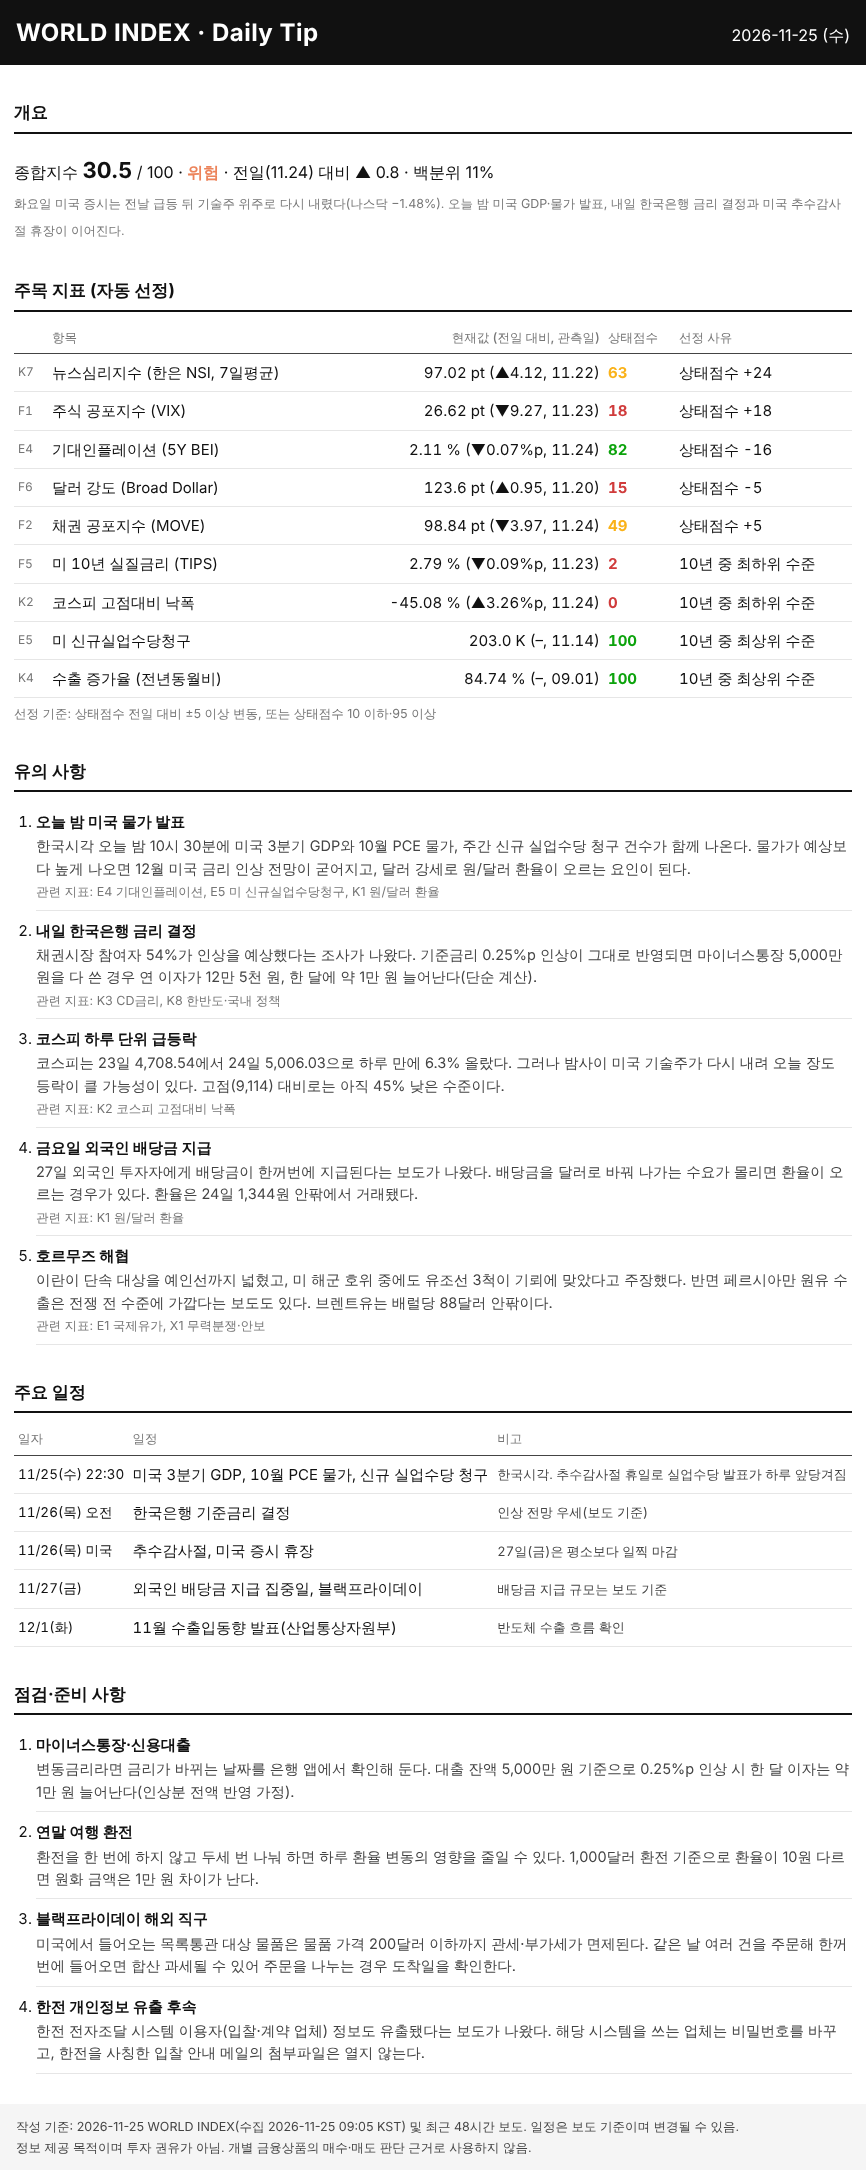 WORLD INDEX · Daily Tip 2026-11-25 (수)
개요
종합지수 30.5 / 100 · 위험 · 전일(11.24) 대비 ▲ 0.8 · 백분위 11%
화요일 미국 증시는 전날 급등 뒤 기술주 위주로 다시 내렸다(나스닥 −1.48%). 오늘 밤 미국 GDP·물가 발표, 내일 한국은행 금리 결정과 미국 추수감사
절 휴장이 이어진다.
주목 지표 (자동 선정)
항목 현재값 (전일 대비, 관측일) 상태점수 선정 사유
K7 뉴스심리지수 (한은 NSI, 7일평균) 97.02 pt (▲4.12, 11.22) 63 상태점수 +24
F1 주식 공포지수 (VIX) 26.62 pt (▼9.27, 11.23) 18 상태점수 +18
E4 기대인플레이션 (5Y BEI) 2.11 % (▼0.07%p, 11.24) 82 상태점수 -16
F6 달러 강도 (Broad Dollar) 123.6 pt (▲0.95, 11.20) 15 상태점수 -5
F2 채권 공포지수 (MOVE) 98.84 pt (▼3.97, 11.24) 49 상태점수 +5
F5 미 10년 실질금리 (TIPS) 2.79 % (▼0.09%p, 11.23) 2 10년 중 최하위 수준
K2 코스피 고점대비 낙폭 -45.08 % (▲3.26%p, 11.24) 0 10년 중 최하위 수준
E5 미 신규실업수당청구 203.0 K (–, 11.14) 100 10년 중 최상위 수준
K4 수출 증가율 (전년동월비) 84.74 % (–, 09.01) 100 10년 중 최상위 수준
선정 기준: 상태점수 전일 대비 ±5 이상 변동, 또는 상태점수 10 이하·95 이상
유의 사항
1. 오늘 밤 미국 물가 발표
한국시각 오늘 밤 10시 30분에 미국 3분기 GDP와 10월 PCE 물가, 주간 신규 실업수당 청구 건수가 함께 나온다. 물가가 예상보
다 높게 나오면 12월 미국 금리 인상 전망이 굳어지고, 달러 강세로 원/달러 환율이 오르는 요인이 된다.
관련 지표: E4 기대인플레이션, E5 미 신규실업수당청구, K1 원/달러 환율
2. 내일 한국은행 금리 결정
채권시장 참여자 54%가 인상을 예상했다는 조사가 나왔다. 기준금리 0.25%p 인상이 그대로 반영되면 마이너스통장 5,000만
원을 다 쓴 경우 연 이자가 12만 5천 원, 한 달에 약 1만 원 늘어난다(단순 계산).
관련 지표: K3 CD금리, K8 한반도·국내 정책
3. 코스피 하루 단위 급등락
코스피는 23일 4,708.54에서 24일 5,006.03으로 하루 만에 6.3% 올랐다. 그러나 밤사이 미국 기술주가 다시 내려 오늘 장도
등락이 클 가능성이 있다. 고점(9,114) 대비로는 아직 45% 낮은 수준이다.
관련 지표: K2 코스피 고점대비 낙폭
4. 금요일 외국인 배당금 지급
27일 외국인 투자자에게 배당금이 한꺼번에 지급된다는 보도가 나왔다. 배당금을 달러로 바꿔 나가는 수요가 몰리면 환율이 오
르는 경우가 있다. 환율은 24일 1,344원 안팎에서 거래됐다.
관련 지표: K1 원/달러 환율
5. 호르무즈 해협
이란이 단속 대상을 예인선까지 넓혔고, 미 해군 호위 중에도 유조선 3척이 기뢰에 맞았다고 주장했다. 반면 페르시아만 원유 수
출은 전쟁 전 수준에 가깝다는 보도도 있다. 브렌트유는 배럴당 88달러 안팎이다.
관련 지표: E1 국제유가, X1 무력분쟁·안보
주요 일정
일자 일정 비고
11/25(수) 22:30 미국 3분기 GDP, 10월 PCE 물가, 신규 실업수당 청구 한국시각. 추수감사절 휴일로 실업수당 발표가 하루 앞당겨짐
11/26(목) 오전 한국은행 기준금리 결정 인상 전망 우세(보도 기준)
11/26(목) 미국 추수감사절, 미국 증시 휴장 27일(금)은 평소보다 일찍 마감
11/27(금) 외국인 배당금 지급 집중일, 블랙프라이데이 배당금 지급 규모는 보도 기준
12/1(화) 11월 수출입동향 발표(산업통상자원부) 반도체 수출 흐름 확인
점검·준비 사항
1. 마이너스통장·신용대출
변동금리라면 금리가 바뀌는 날짜를 은행 앱에서 확인해 둔다. 대출 잔액 5,000만 원 기준으로 0.25%p 인상 시 한 달 이자는 약
1만 원 늘어난다(인상분 전액 반영 가정).
2. 연말 여행 환전
환전을 한 번에 하지 않고 두세 번 나눠 하면 하루 환율 변동의 영향을 줄일 수 있다. 1,000달러 환전 기준으로 환율이 10원 다르
면 원화 금액은 1만 원 차이가 난다.
3. 블랙프라이데이 해외 직구
미국에서 들어오는 목록통관 대상 물품은 물품 가격 200달러 이하까지 관세·부가세가 면제된다. 같은 날 여러 건을 주문해 한꺼
번에 들어오면 합산 과세될 수 있어 주문을 나누는 경우 도착일을 확인한다.
4. 한전 개인정보 유출 후속
한전 전자조달 시스템 이용자(입찰·계약 업체) 정보도 유출됐다는 보도가 나왔다. 해당 시스템을 쓰는 업체는 비밀번호를 바꾸
고, 한전을 사칭한 입찰 안내 메일의 첨부파일은 열지 않는다.
작성 기준: 2026-11-25 WORLD INDEX(수집 2026-11-25 09:05 KST) 및 최근 48시간 보도. 일정은 보도 기준이며 변경될 수 있음.
정보 제공 목적이며 투자 권유가 아님. 개별 금융상품의 매수·매도 판단 근거로 사용하지 않음.